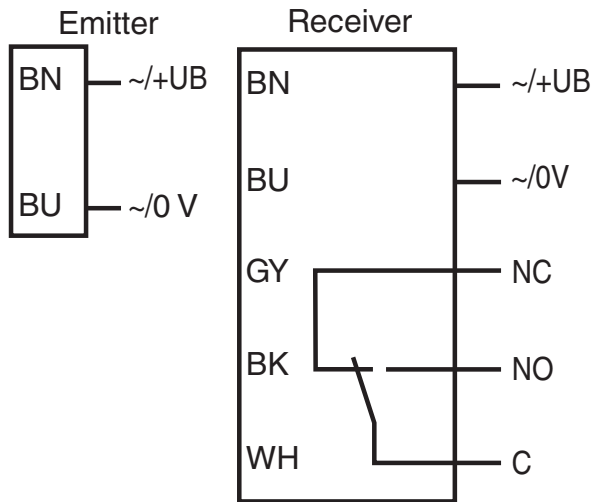 Emitter
BN ~/+UB
BU ~/0 V
Receiver
BN ~/+UB
BU ~/0V
GY NC
BK NO
WH C